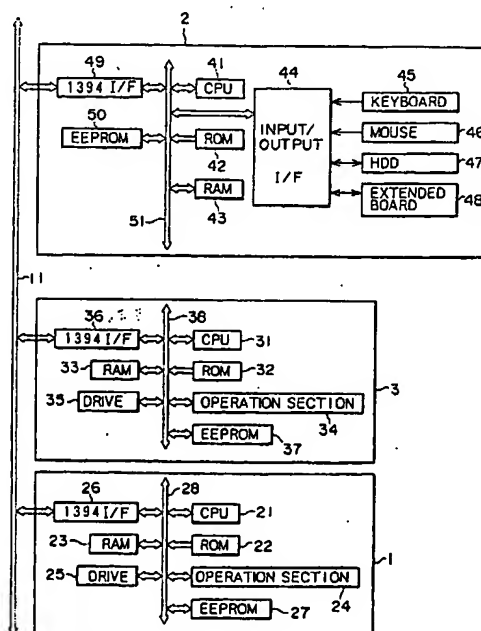 2
49
1394 I/F
50
EEPROM
41
CPU
ROM
42
RAM
43
51
44
INPUT/
OUTPUT
I/F
45
KEYBOARD
MOUSE
46
HDD
47
EXTENDED
BOARD
48
11
36
1394 I/F
38
CPU
31
33
RAM
ROM
32
35
DRIVE
OPERATION SECTION
34
EEPROM
37
3
26
1394 I/F
28
CPU
21
23
RAM
ROM
22
25
DRIVE
OPERATION SECTION
24
EEPROM
27
1